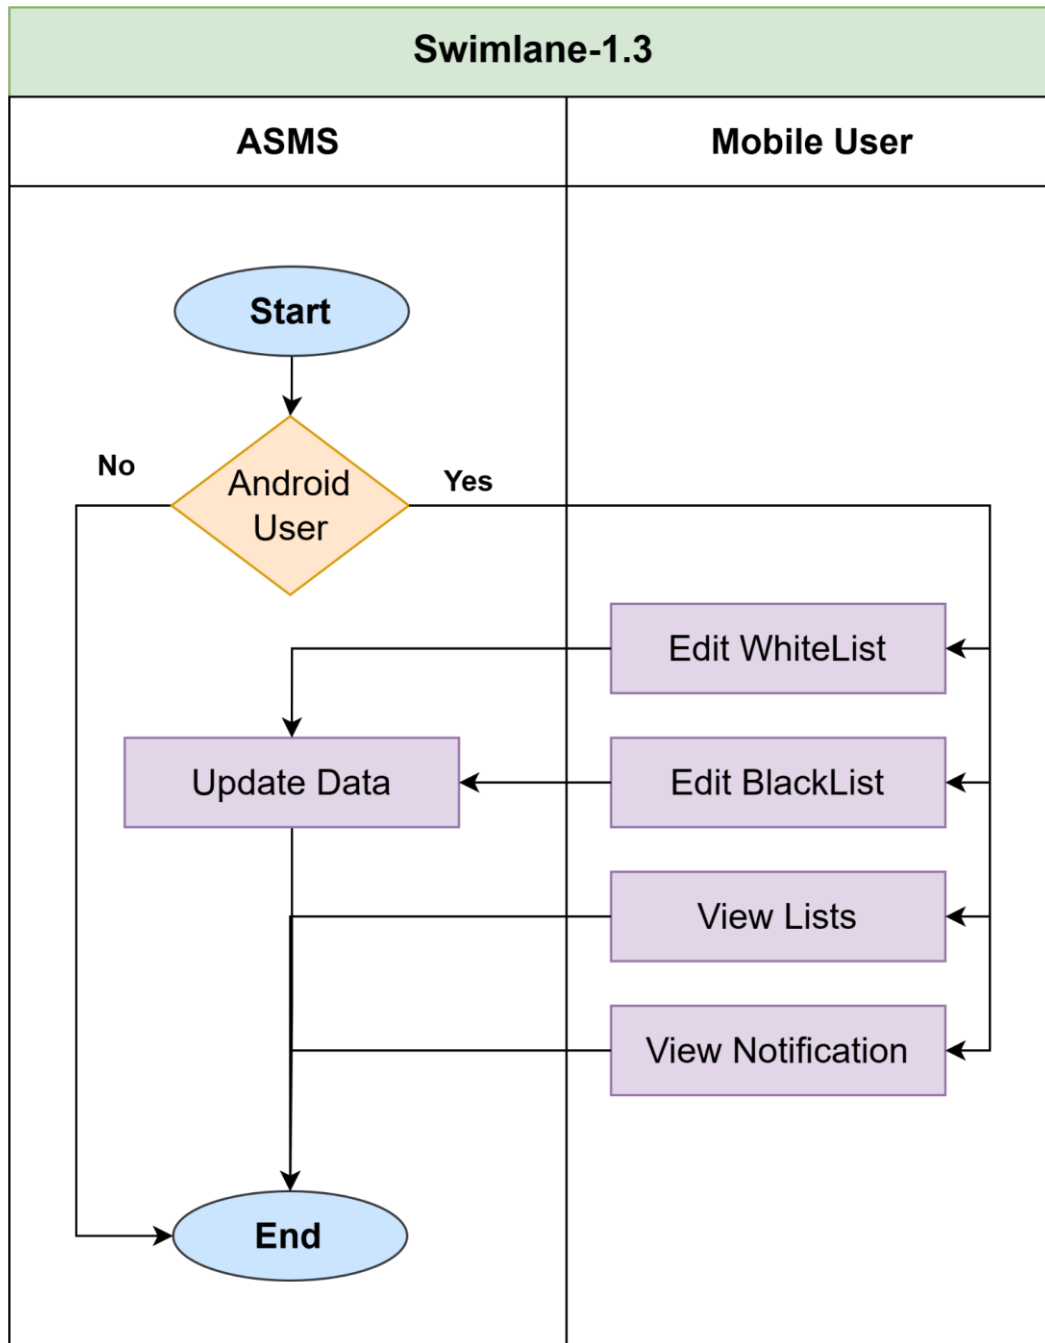 Swimlane-1.3
ASMS
Mobile User
Start
No
Android
User
Yes
Edit WhiteList
Update Data
Edit BlackList
View Lists
View Notification
End